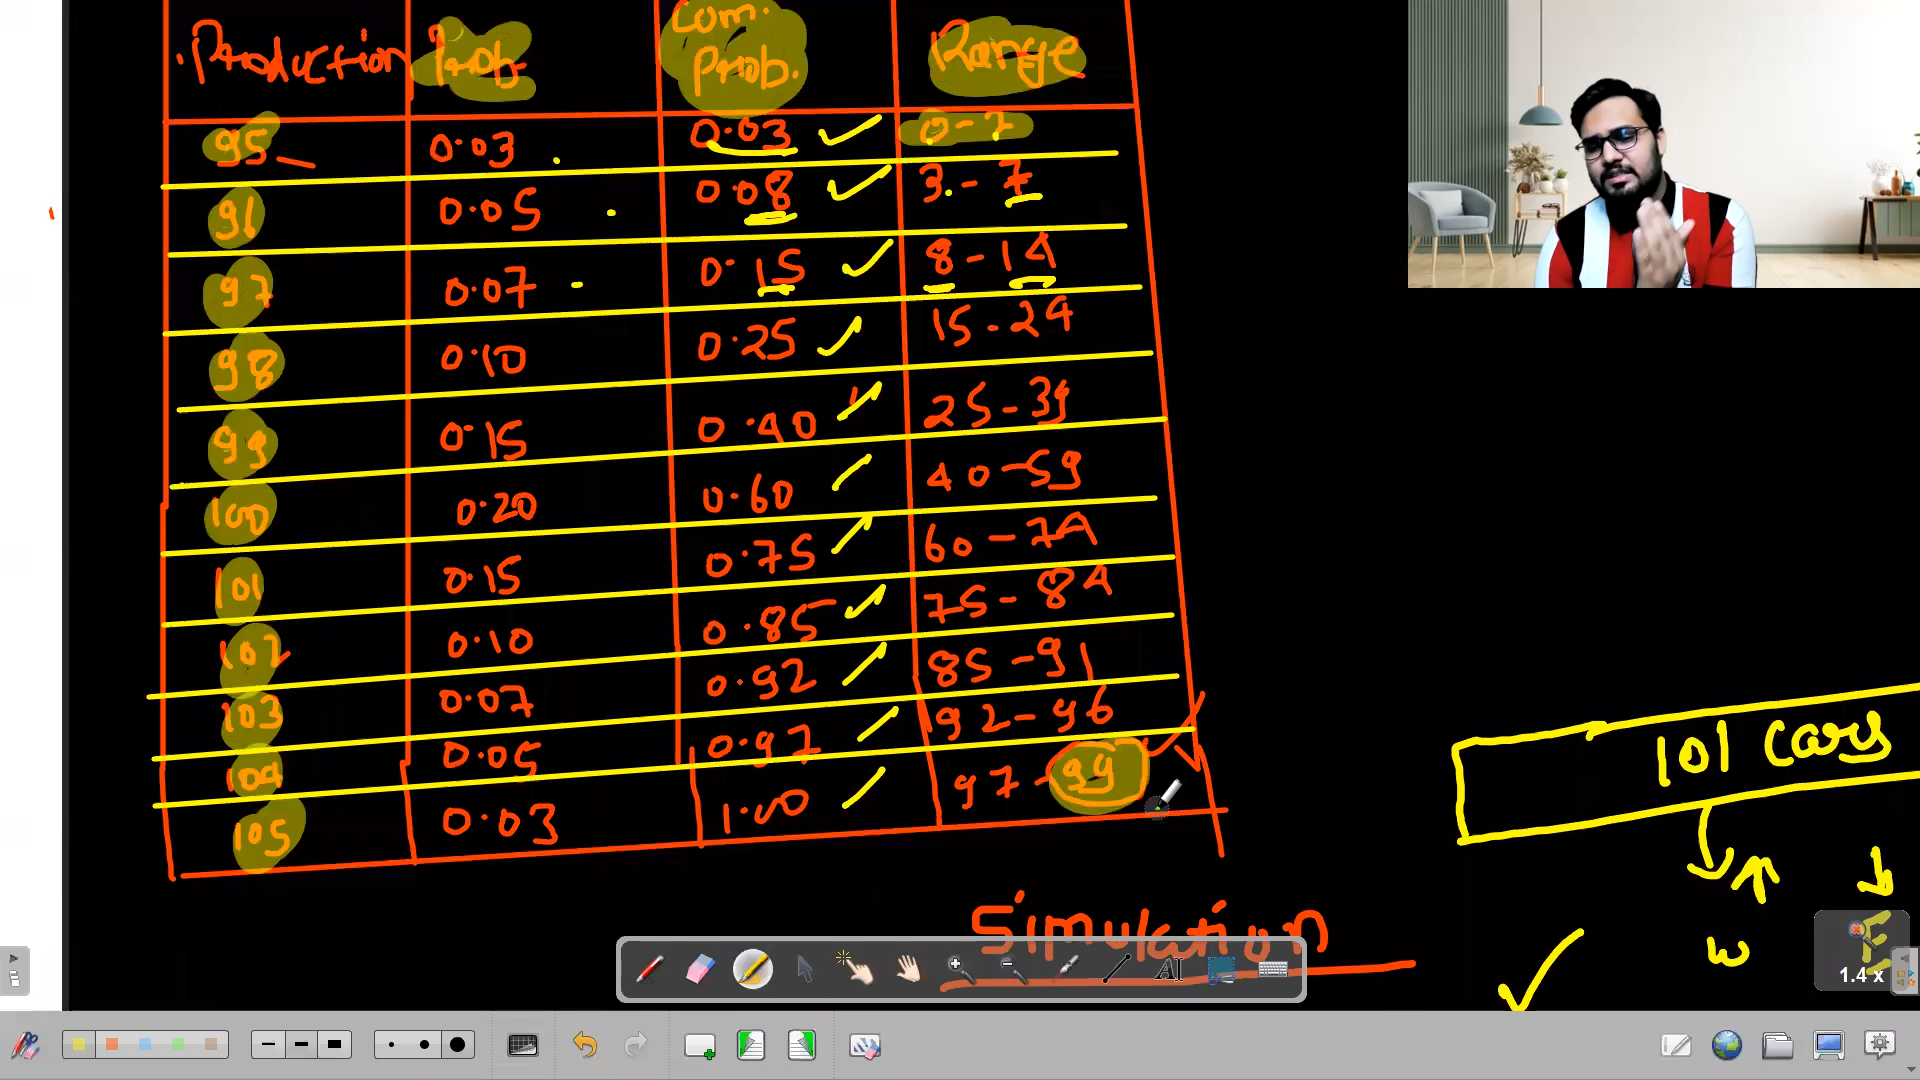 Production Prob Com. Prob. Range
95 0.03 0.03 0-2
96 0.05 0.08 3-7
97 0.07 0.15 8-14
98 0.10 0.25 15-24
99 0.15 0.40 25-39
100 0.20 0.60 40-59
101 0.15 0.75 60-74
102 0.10 0.85 75-84
103 0.07 0.92 85-91
104 0.05 0.97 92-96
105 0.03 1.00 97-99
101 Cars
Simulation
W E
1.4 x